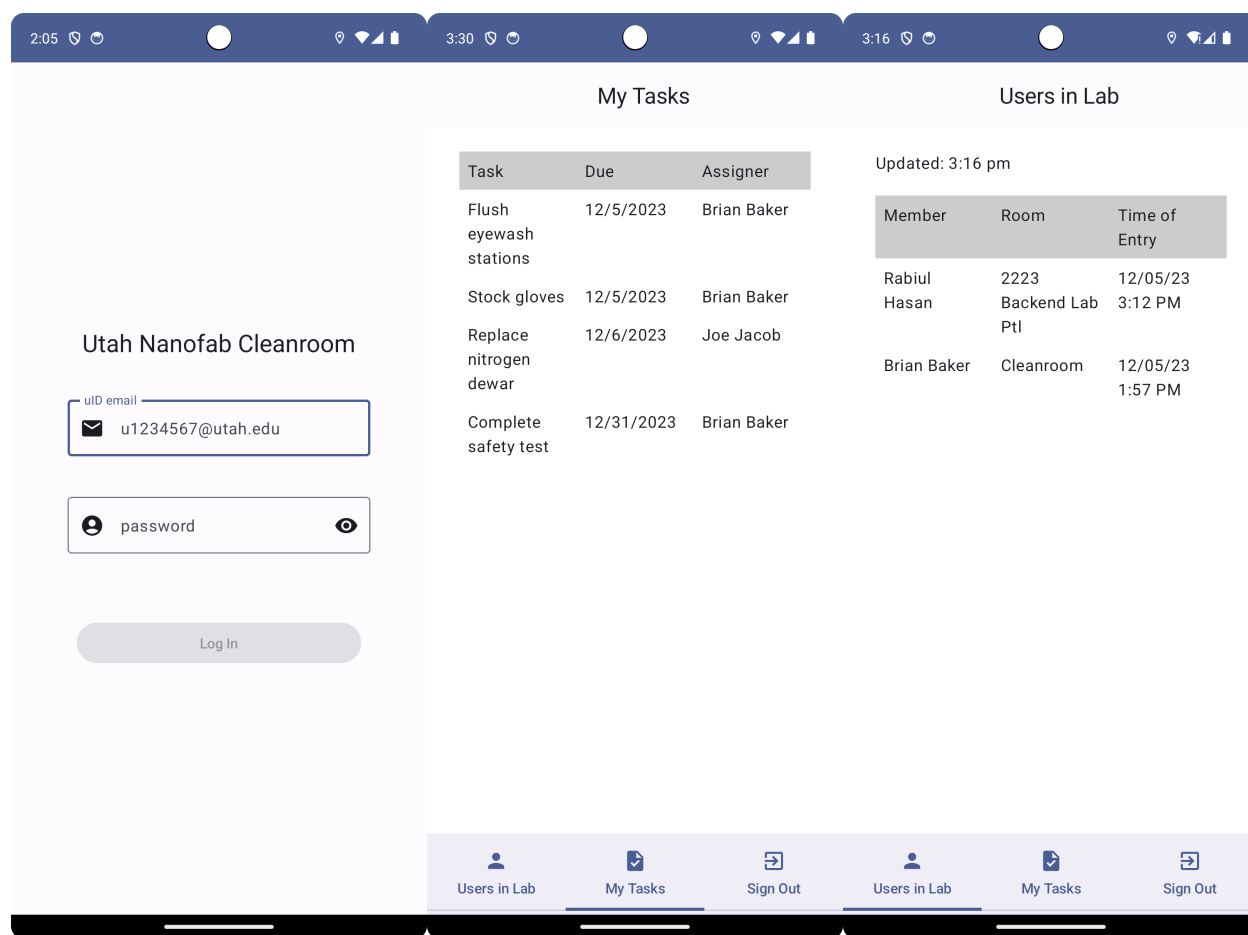 2:05
Utah Nanofab Cleanroom
uID email
u1234567@utah.edu
password
Log In
3:30
My Tasks
Task Due Assigner
Flush 12/5/2023 Brian Baker
eyewash
stations
Stock gloves 12/5/2023 Brian Baker
Replace 12/6/2023 Joe Jacob
nitrogen
dewar
Complete 12/31/2023 Brian Baker
safety test
Users in Lab My Tasks Sign Out
3:16
Users in Lab
Updated: 3:16 pm
Member Room Time of
Entry
Rabiul 2223 12/05/23
Hasan Backend Lab 3:12 PM
Ptl
Brian Baker Cleanroom 12/05/23
1:57 PM
Users in Lab My Tasks Sign Out